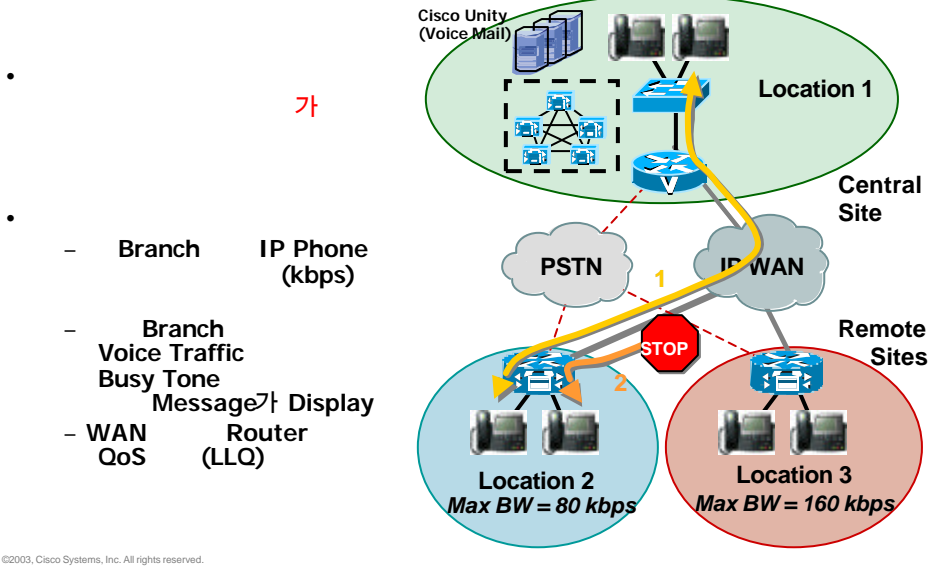 •
가
•
– Branch IP Phone
(kbps)
– Branch
Voice Traffic
Busy Tone
Message가 Display
– WAN Router
QoS (LLQ)
Cisco Unity
(Voice Mail)
Location 1
V
Central
Site
PSTN
IP WAN
1
STOP
2
Remote
Sites
Location 2
Max BW = 80 kbps
Location 3
Max BW = 160 kbps
©2003, Cisco Systems, Inc. All rights reserved.